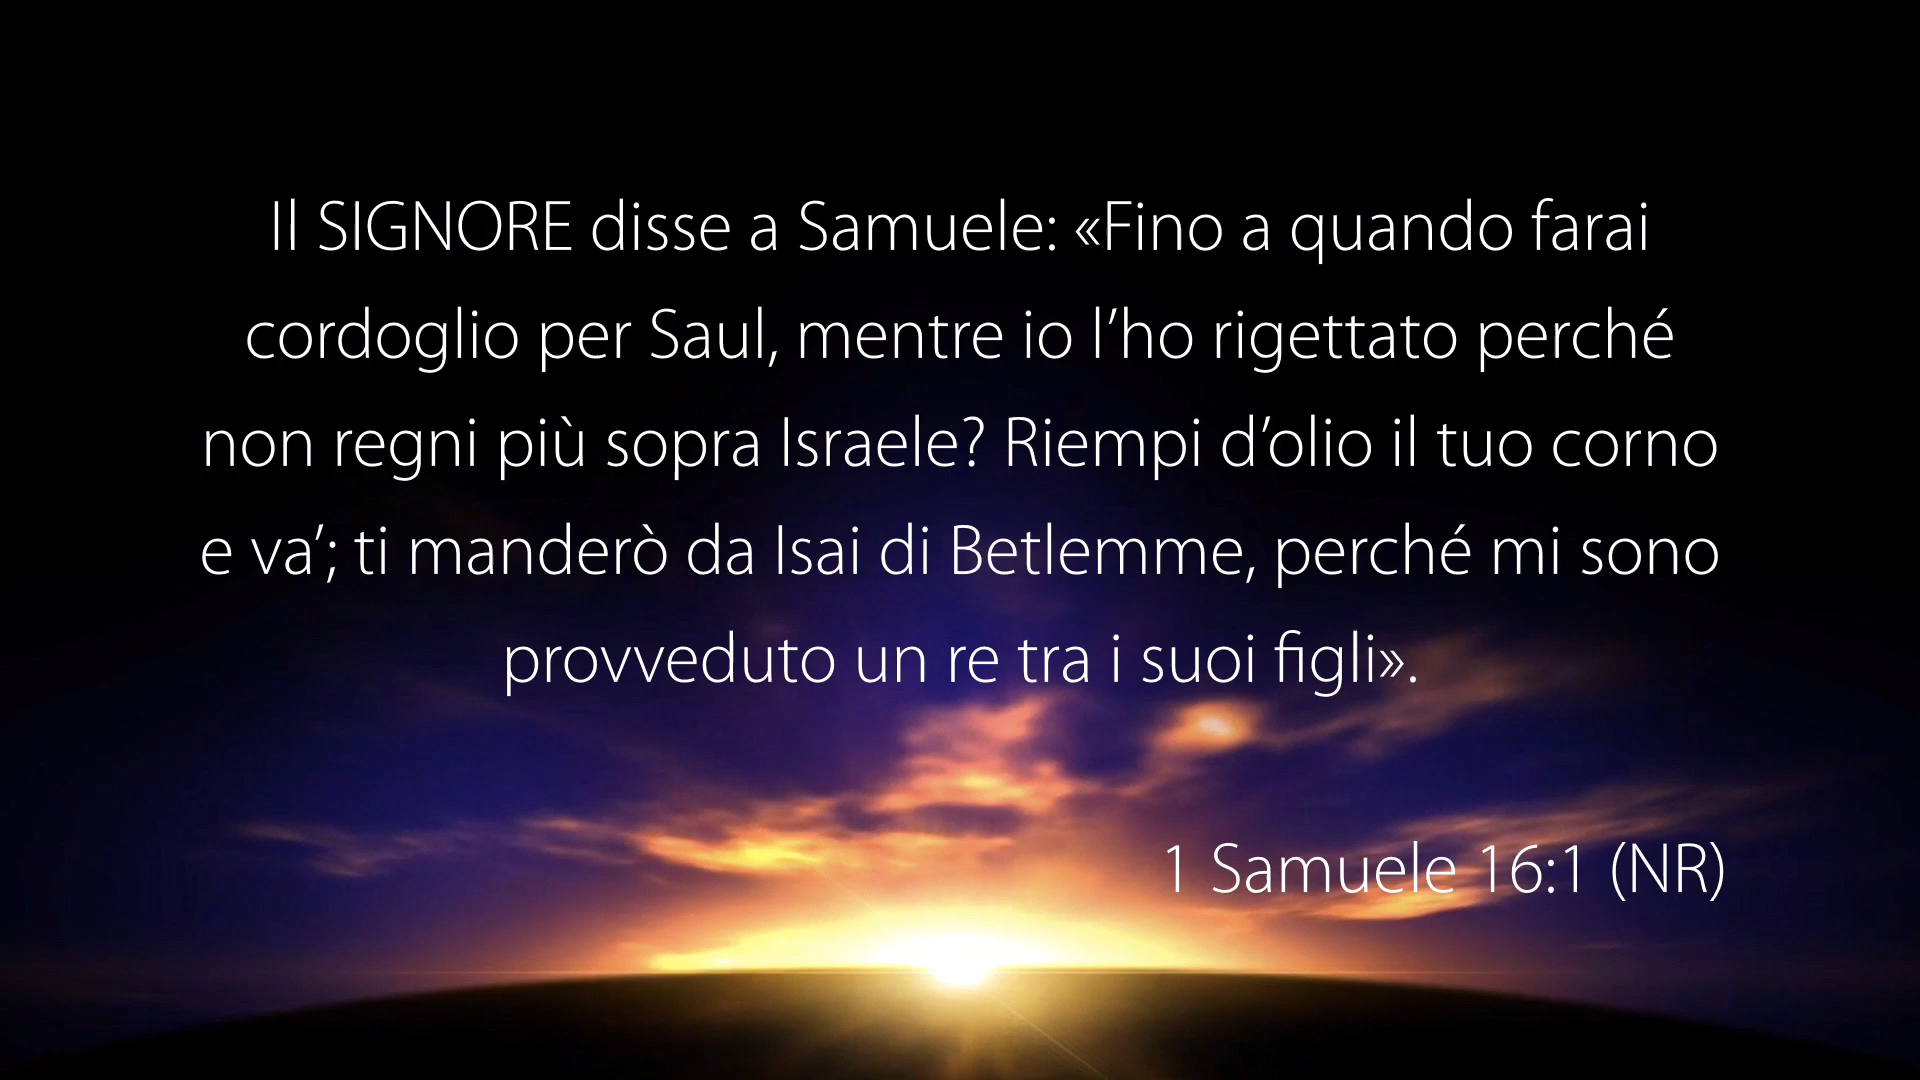 Il SIGNORE disse a Samuele: «Fino a quando farai
cordoglio per Saul, mentre io l’ho rigettato perché
non regni più sopra Israele? Riempi d’olio il tuo corno
e va’; ti manderò da Isai di Betlemme, perché mi sono
provveduto un re tra i suoi figli».
1 Samuele 16:1 (NR)